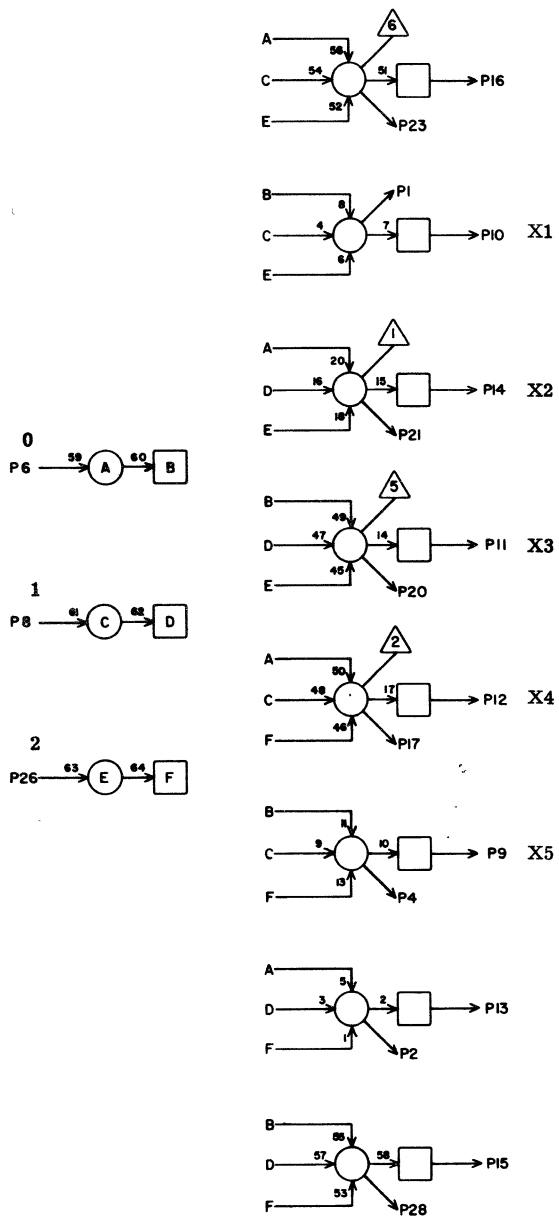 6
A 56
C 54 51 P16
E 52 P23
B 8 P1
C 4 7 P10 X1
E 6
1
A 20
D 16 15 P14 X2
E 18 P21
0
P6 59 A 60 B
5
B 49
D 47 14 P11 X3
E 45 P20
1
P8 61 C 62 D
2
A 50
C 48 17 P12 X4
F 46 P17
2
P26 63 E 64 F
B 11
C 9 10 P9 X5
F 13 P4
A 5
D 3 2 P13
F 1 P2
B 55
D 57 58 P15
F 53 P28